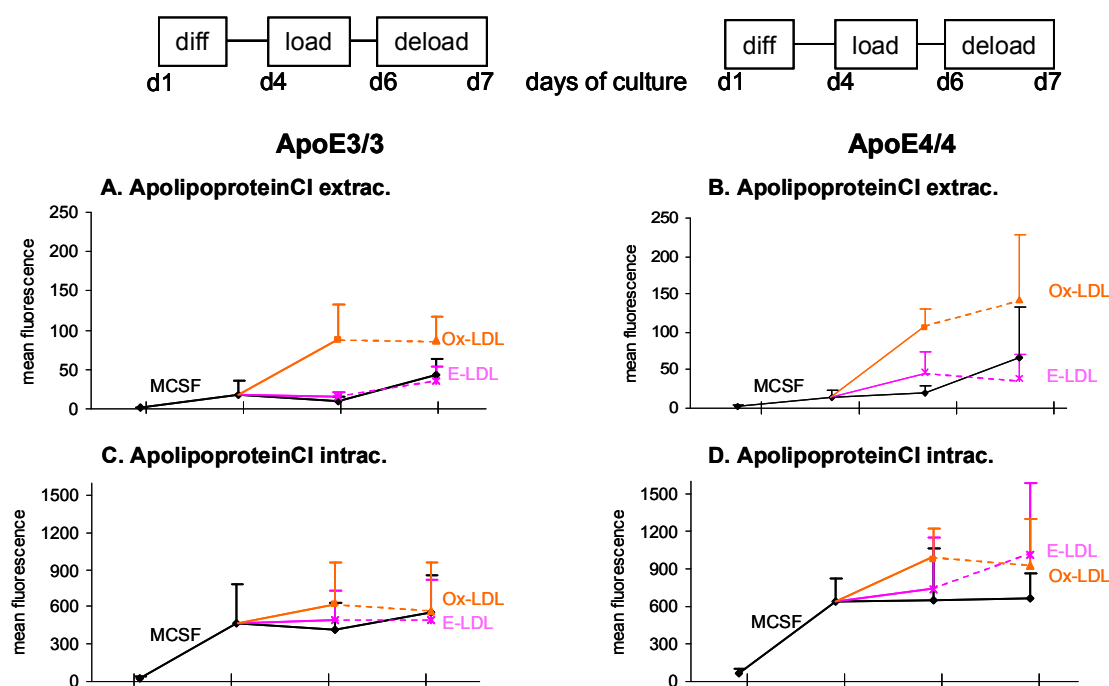 diff load deload
d1 d4 d6 d7
days of culture
diff load deload
d1 d4 d6 d7
ApoE3/3
ApoE4/4
A. ApolipoproteinCI extrac.
mean fluorescence
250
200
150
100
50
0
MCSF
Ox-LDL
E-LDL
B. ApolipoproteinCI extrac.
mean fluorescence
250
200
150
100
50
0
MCSF
Ox-LDL
E-LDL
C. ApolipoproteinCI intrac.
mean fluorescence
1500
1200
900
600
300
0
MCSF
Ox-LDL
E-LDL
D. ApolipoproteinCI intrac.
mean fluorescence
1500
1200
900
600
300
0
MCSF
E-LDL
Ox-LDL